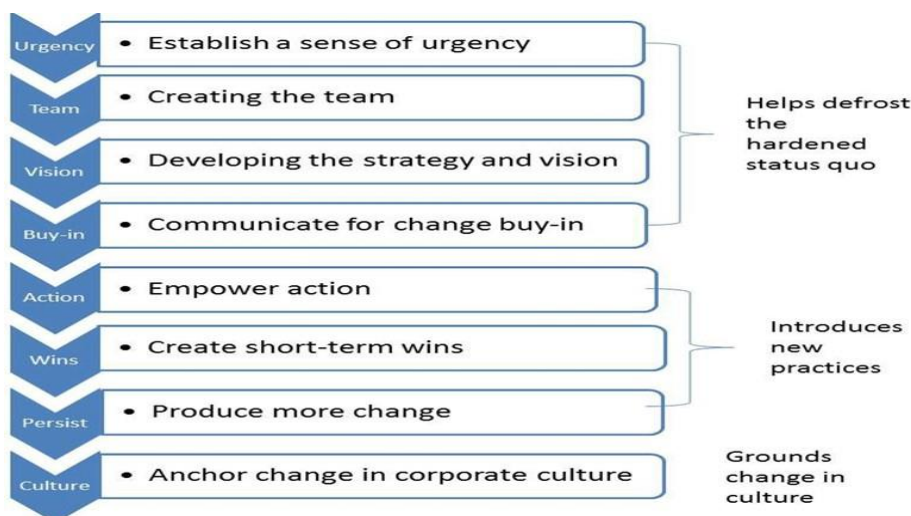 Urgency
• Establish a sense of urgency
Team
• Creating the team
Vision
• Developing the strategy and vision
Buy-in
• Communicate for change buy-in
Helps defrost
the
hardened
status quo
Action
• Empower action
Wins
• Create short-term wins
Persist
• Produce more change
Introduces
new
practices
Culture
• Anchor change in corporate culture
Grounds
change in
culture